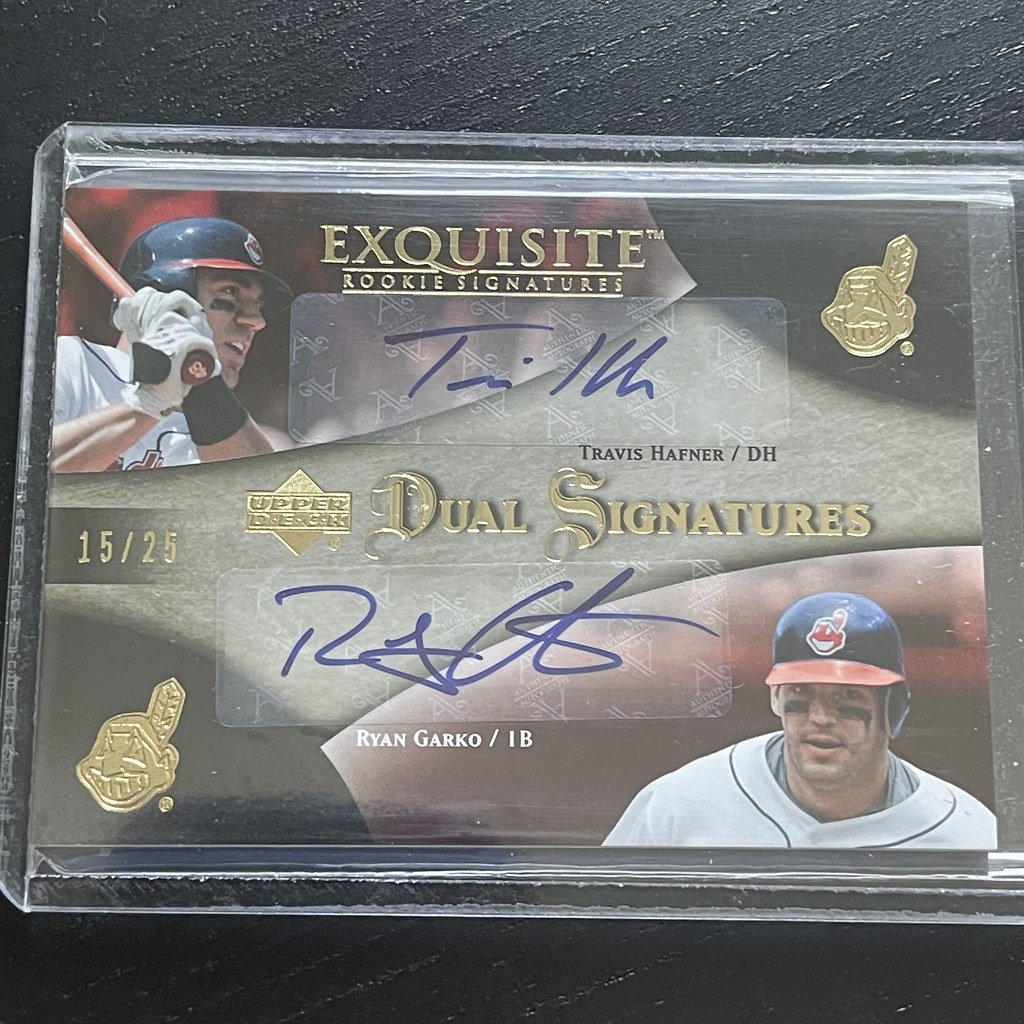 EXQUISITE™
ROOKIE SIGNATURES
TRAVIS HAFNER / DH
UPPER
DECK
®
DUAL SIGNATURES
15/25
RYAN GARKO / 1B
®